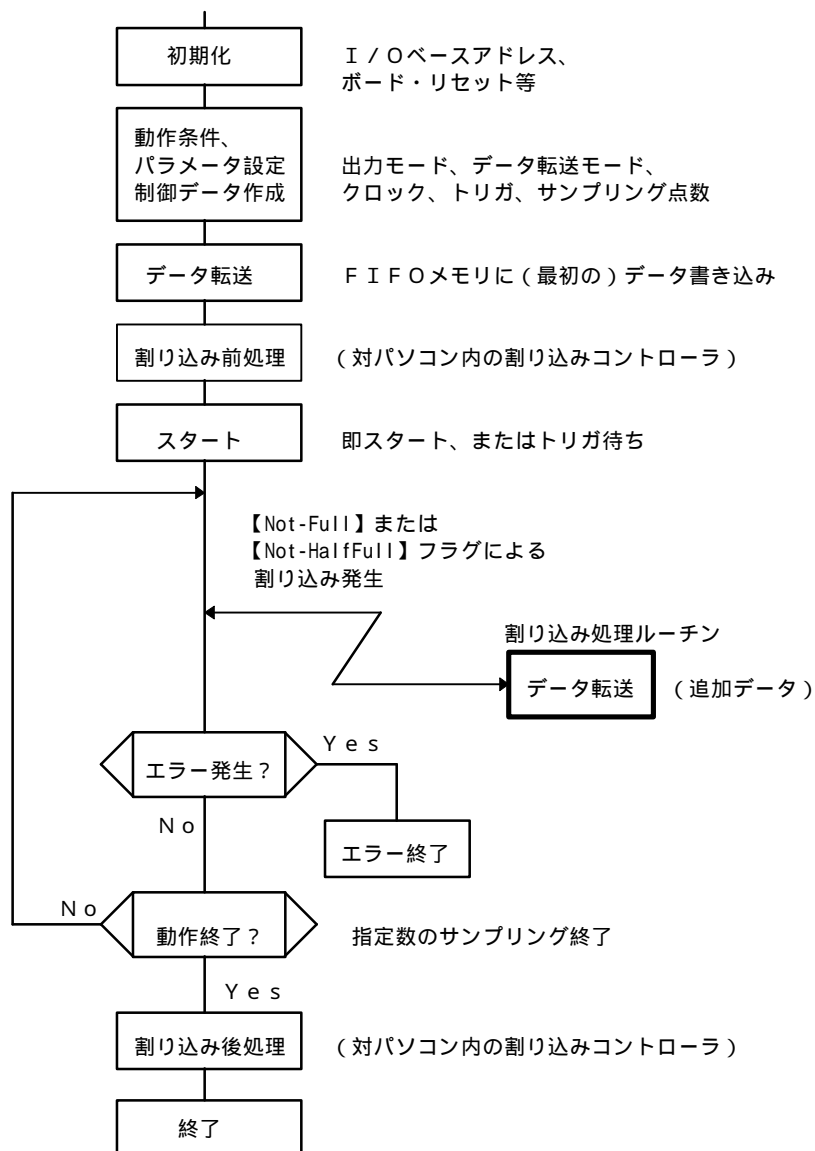 初期化
Ｉ／Ｏベースアドレス、
ボード・リセット等
動作条件、
パラメータ設定
制御データ作成
出力モード、データ転送モード、
クロック、トリガ、サンプリング点数
データ転送
ＦＩＦＯメモリに（最初の）データ書き込み
割り込み前処理
（対パソコン内の割り込みコントローラ）
スタート
即スタート、またはトリガ待ち
【Not-Full】または
【Not-HalfFull】フラグによる
割り込み発生
割り込み処理ルーチン
データ転送
（追加データ）
エラー発生？
Ｙｅｓ
Ｎｏ
エラー終了
Ｎｏ
動作終了？
指定数のサンプリング終了
Ｙｅｓ
割り込み後処理
（対パソコン内の割り込みコントローラ）
終了